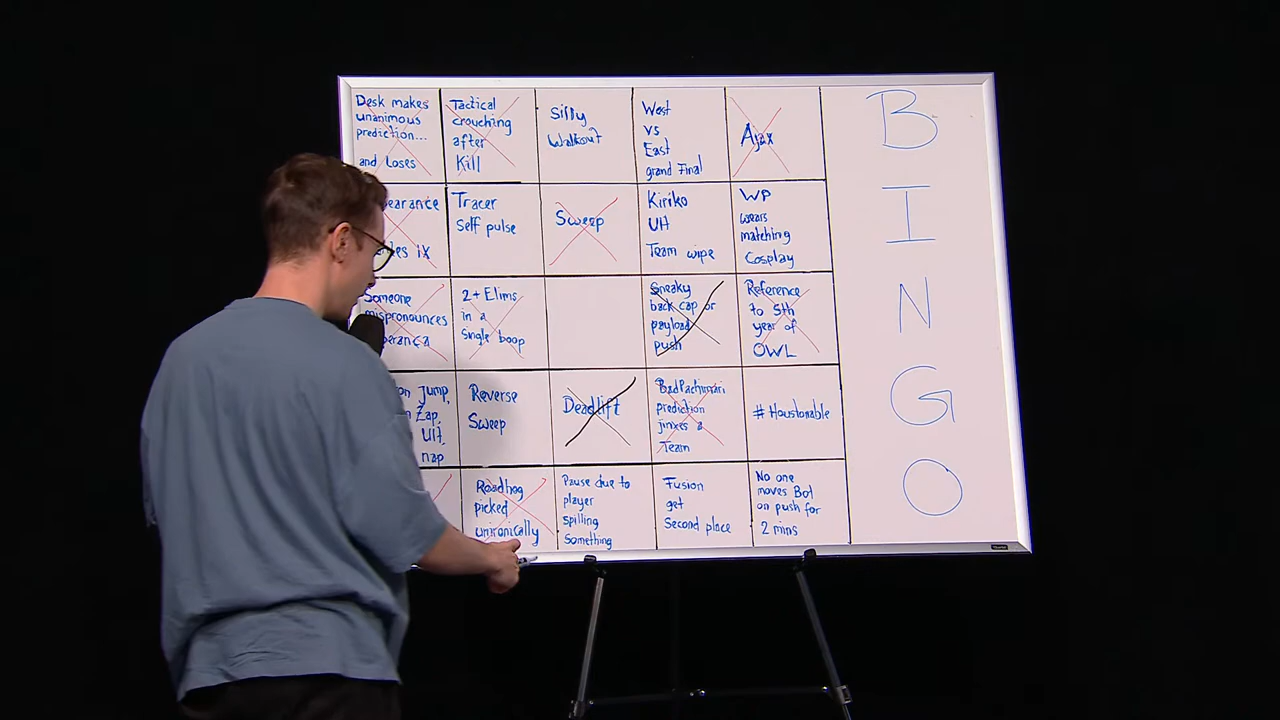 Desk makes
unanimous
prediction...
and Loses
Tactical
crouching
after
Kill
Silly
Walkout
West
vs
East
grand Final
Ajax
earance
es ix
Tracer
Self pulse
Sweep
Kiriko
Ult
Team wipe
WP
wears
matching
Cosplay
Someone
mispronounces
2+ Elims
in a
single boop
Sneaky
back cap or
payload
push
Reference
to 5th
year of
OWL
on Jump,
n Zap,
Ult,
nap
Reverse
Sweep
Deadlift
BadPachimari
prediction
jinxes a
Team
#Houstonable
Roadhog
picked
unironically
Pause due to
player
spilling
Something
Fusion
get
Second place
No one
moves Bot
on push for
2 mins
B
I
N
G
O